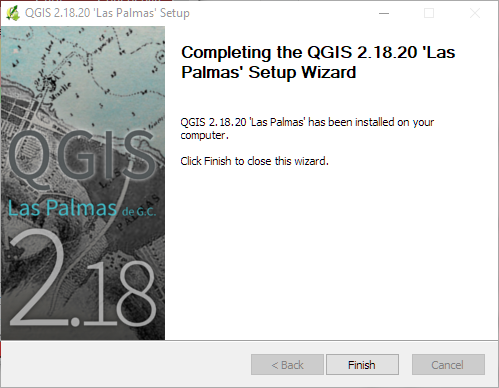 QGIS 2.18.20 'Las Palmas' Setup
Completing the QGIS 2.18.20 'Las
Palmas' Setup Wizard
QGIS 2.18.20 'Las Palmas' has been installed on your
computer.
Click Finish to close this wizard.
QGIS
Las Palmas de G.C.
2.18
< Back
Finish
Cancel